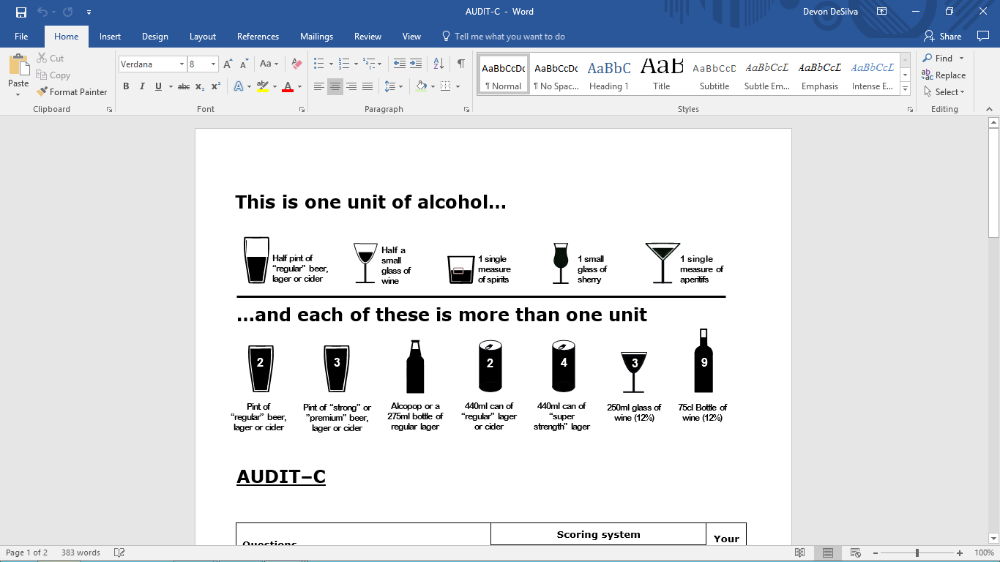 AUDIT-C - Word
Devon DeSilva
File Home Insert Design Layout References Mailings Review View Tell me what you want to do Share
Paste
Cut
Copy
Format Painter
Clipboard
Verdana 8
Font
Paragraph
AaBbCcDc AaBbCcDc AaBbC AaB AaBbCcD AaBbCcL AaBbCcL AaBbCcL
¶ Normal ¶ No Spac... Heading 1 Title Subtitle Subtle Em... Emphasis Intense E...
Styles
Find
Replace
Select
Editing
This is one unit of alcohol...
Half pint of
“regular” beer,
lager or cider
Half a
small
glass of
wine
1 single
measure
of spirits
1 small
glass of
sherry
1 single
measure of
aperitifs
...and each of these is more than one unit
2 3 2 4 3 9
Pint of
“regular” beer,
lager or cider
Pint of “strong” or
”premium” beer,
lager or cider
Alcopop or a
275ml bottle of
regular lager
440ml can of
“regular” lager
or cider
440ml can of
“super
strength” lager
250ml glass of
wine (12%)
75cl Bottle of
wine (12%)
AUDIT–C
Questions
Scoring system
Your
Page 1 of 2 383 words 100%